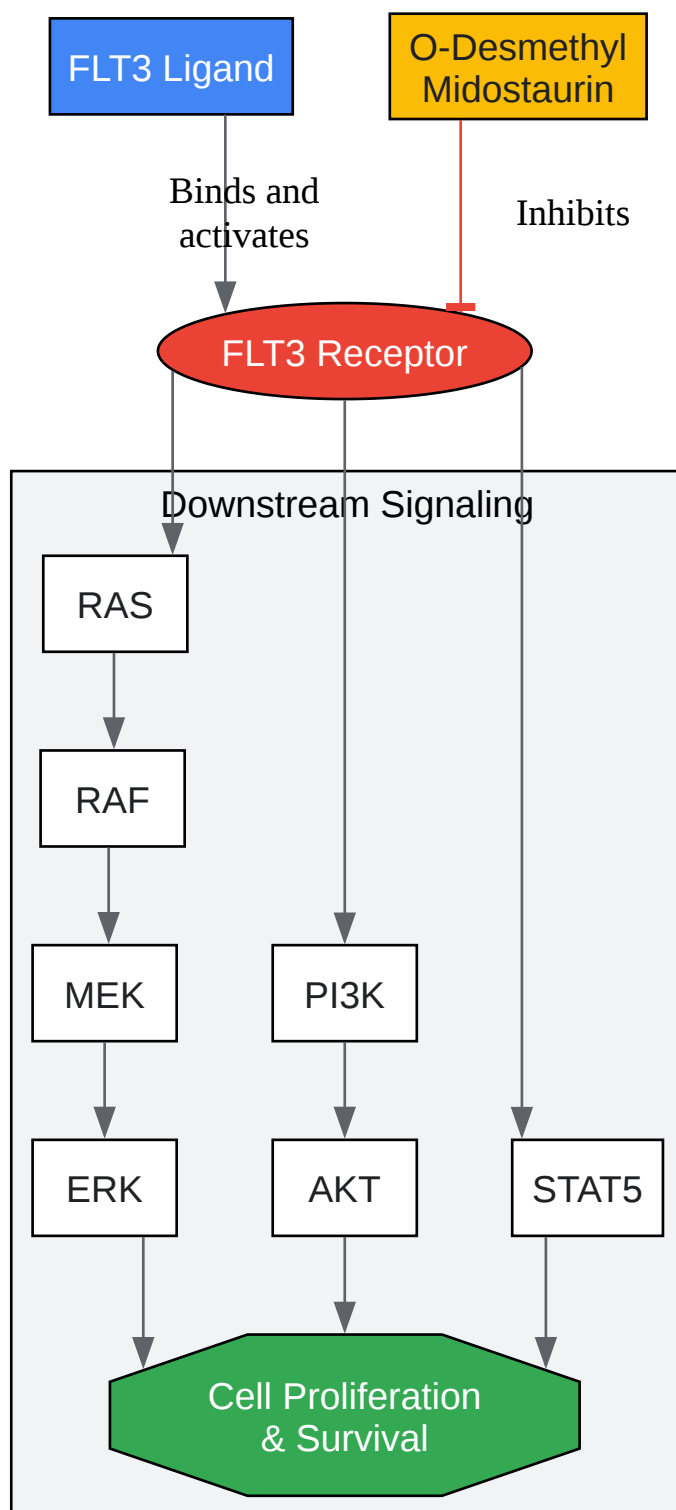 FLT3 Ligand
O-Desmethyl
Midostaurin
Binds and
activates
Inhibits
FLT3 Receptor
Downstream Signaling
RAS
RAF
MEK
PI3K
ERK
AKT
STAT5
Cell Proliferation
& Survival